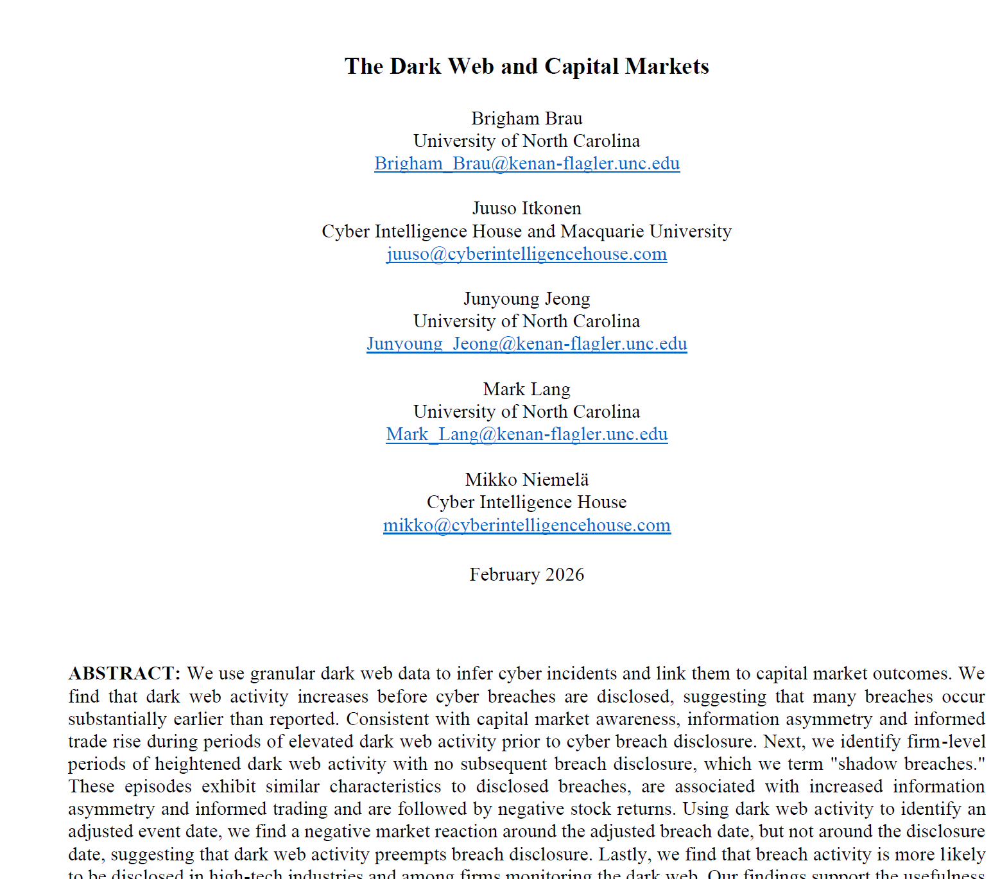 The Dark Web and Capital Markets
Brigham Brau
University of North Carolina
Brigham_Brau@kenan-flagler.unc.edu
Juuso Itkonen
Cyber Intelligence House and Macquarie University
juuso@cyberintelligencehouse.com
Junyoung Jeong
University of North Carolina
Junyoung_Jeong@kenan-flagler.unc.edu
Mark Lang
University of North Carolina
Mark_Lang@kenan-flagler.unc.edu
Mikko Niemelä
Cyber Intelligence House
mikko@cyberintelligencehouse.com
February 2026
ABSTRACT: We use granular dark web data to infer cyber incidents and link them to capital market outcomes. We
find that dark web activity increases before cyber breaches are disclosed, suggesting that many breaches occur
substantially earlier than reported. Consistent with capital market awareness, information asymmetry and informed
trade rise during periods of elevated dark web activity prior to cyber breach disclosure. Next, we identify firm-level
periods of heightened dark web activity with no subsequent breach disclosure, which we term "shadow breaches."
These episodes exhibit similar characteristics to disclosed breaches, are associated with increased information
asymmetry and informed trading and are followed by negative stock returns. Using dark web activity to identify an
adjusted event date, we find a negative market reaction around the adjusted breach date, but not around the disclosure
date, suggesting that dark web activity preempts breach disclosure. Lastly, we find that breach activity is more likely
to be disclosed in high-tech industries and among firms monitoring the dark web. Our findings support the usefulness